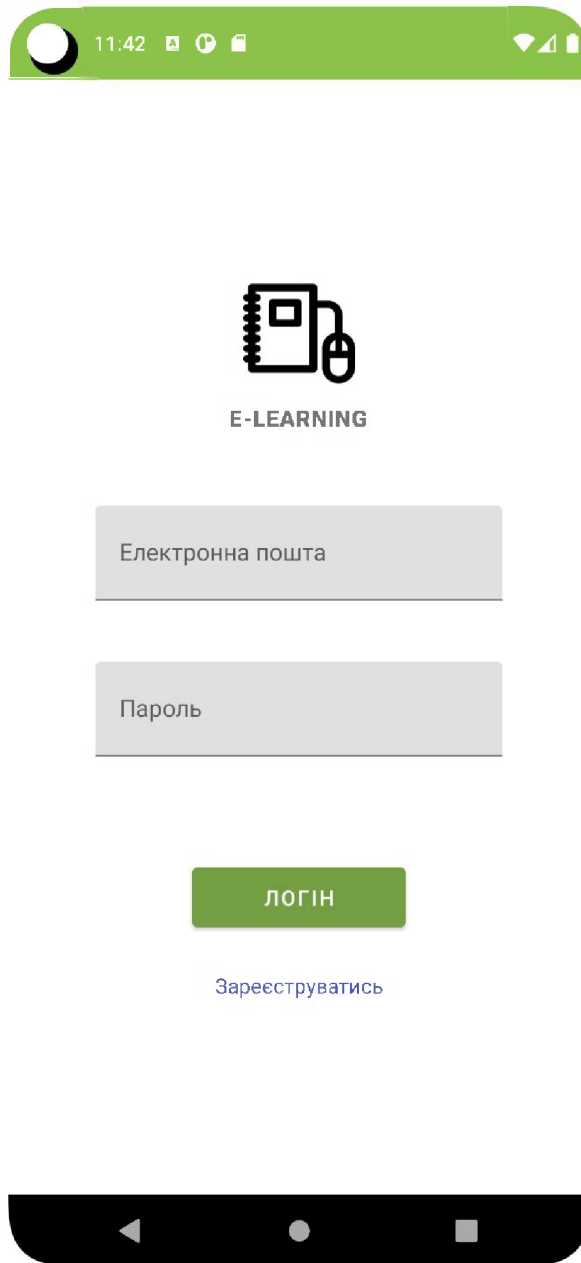 11:42
E-LEARNING
Електронна пошта
Пароль
ЛОГІН
Зареєструватись